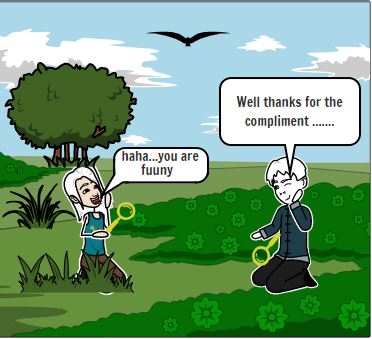 haha...you are
fuuny
Well thanks for the
compliment .......